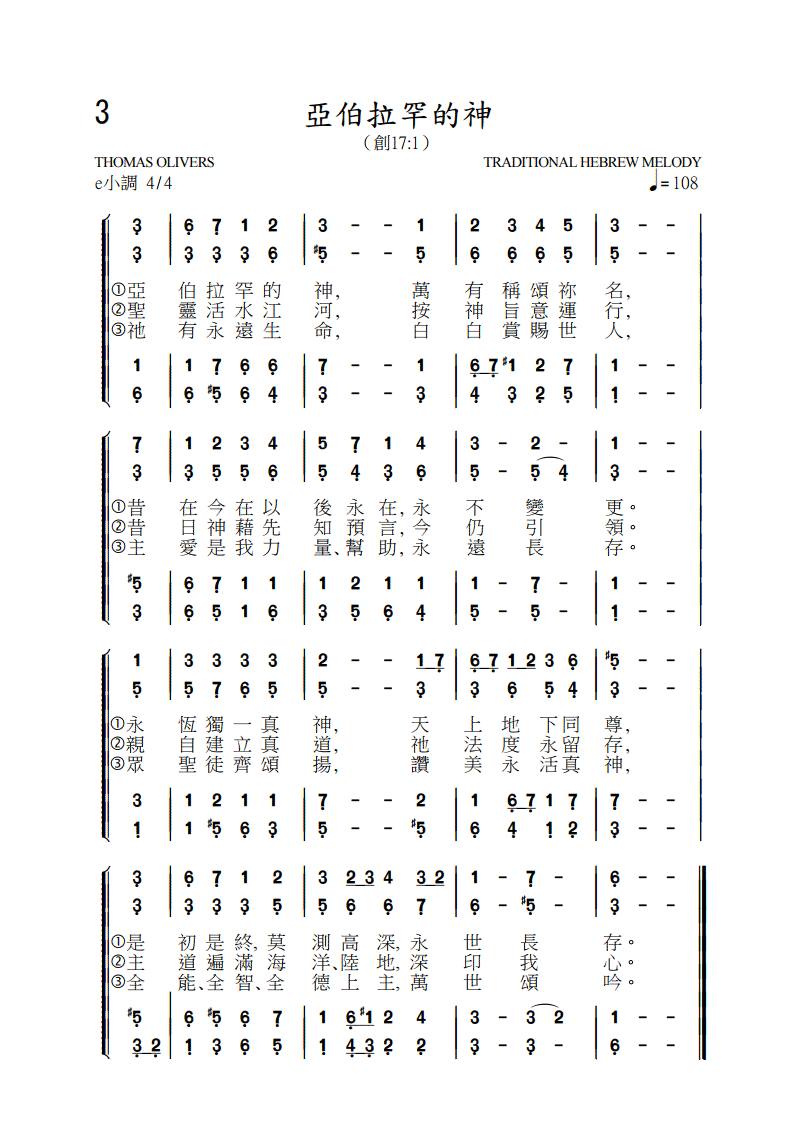 3
亞伯拉罕的神
（創17:1）
THOMAS OLIVERS TRADITIONAL HEBREW MELODY
e小調 4/4 ♩=108
3̣ | 6̣ 7̣ 1 2 | 3 - - 1 | 2 3 4 5 | 3 - - |
3̣ | 3̣ 3̣ 3̣ 6̣ | #5̣ - - 5̣ | 6̣ 6̣ 6̣ 5̣ | 5̣ - - |
①亞 伯拉罕的 神, 萬 有稱頌祢 名,
②聖 靈活水江 河, 按 神旨意運 行,
③祂 有永遠生 命, 白 白賞賜世 人,
1 | 1 7̣ 6̣ 6̣ | 7̣ - - 1 | 6̣ 7̣ #1 2 7̣ | 1 - - |
6̣ | 6̣ #5̣ 6̣ 4̣ | 3̣ - - 3̣ | 4̣ 3̣ 2̣ 5̣ | 1̣ - - |
7̣ | 1 2 3 4 | 5 7̣ 1 4 | 3 - 2 - | 1 - - |
3̣ | 3̣ 5̣ 5̣ 6̣ | 5̣ 4̣ 3̣ 6̣ | 5̣ - 5̣ 4̣ | 3̣ - - |
①昔 在今在以 後永在,永 不變 更。
②昔 日神藉先 知預言,今 仍引 領。
③主 愛是我力 量、幫助,永 遠長 存。
#5̣ | 6̣ 7̣ 1 1 | 1 2 1 1 | 1 - 7̣ - | 1 - - |
3̣ | 6̣ 5̣ 1 6̣ | 3̣ 5̣ 6̣ 4̣ | 5̣ - 5̣ - | 1̣ - - |
1 | 3 3 3 3 | 2 - - 1 7̣ | 6̣ 7̣ 1 2 3 6̣ | #5̣ - - |
5̣ | 5̣ 7̣ 6̣ 5̣ | 5̣ - - 3̣ | 3̣ 6̣ 5̣ 4̣ | 3̣ - - |
①永 恆獨一真 神, 天 上地下同 尊,
②親 自建立真 道, 祂 法度永留 存,
③眾 聖徒齊頌 揚, 讚 美永活真 神,
3 | 1 2 1 1 | 7̣ - - 2 | 1 6̣ 7̣ 1 7̣ | 7̣ - - |
1̣ | 1 #5̣ 6̣ 3̣ | 5̣ - - #5̣ | 6̣ 4̣ 1̣ 2̣ | 3̣ - - |
3̣ | 6̣ 7̣ 1 2 | 3 2 3 4 3 2 | 1 - 7̣ - | 6̣ - - |
3̣ | 3̣ 3̣ 3̣ 5̣ | 5̣ 6̣ 6̣ 7̣ | 6̣ - #5̣ - | 3̣ - - |
①是 初是終,莫 測高深,永 世長 存。
②主 道遍滿海 洋、陸地,深 印我 心。
③全 能、全智、全 德上主,萬 世頌 吟。
#5̣ | 6̣ #5̣ 6̣ 7̣ | 1 6̣ #1 2 4 | 3 - 3 2 | 1 - - |
3̣ 2̣ | 1̣ 3̣ 6̣ 5̣ | 1̣ 4̣ 3̣ 2̣ 2̣ | 3̣ - 3̣ - | 6̣ - - |